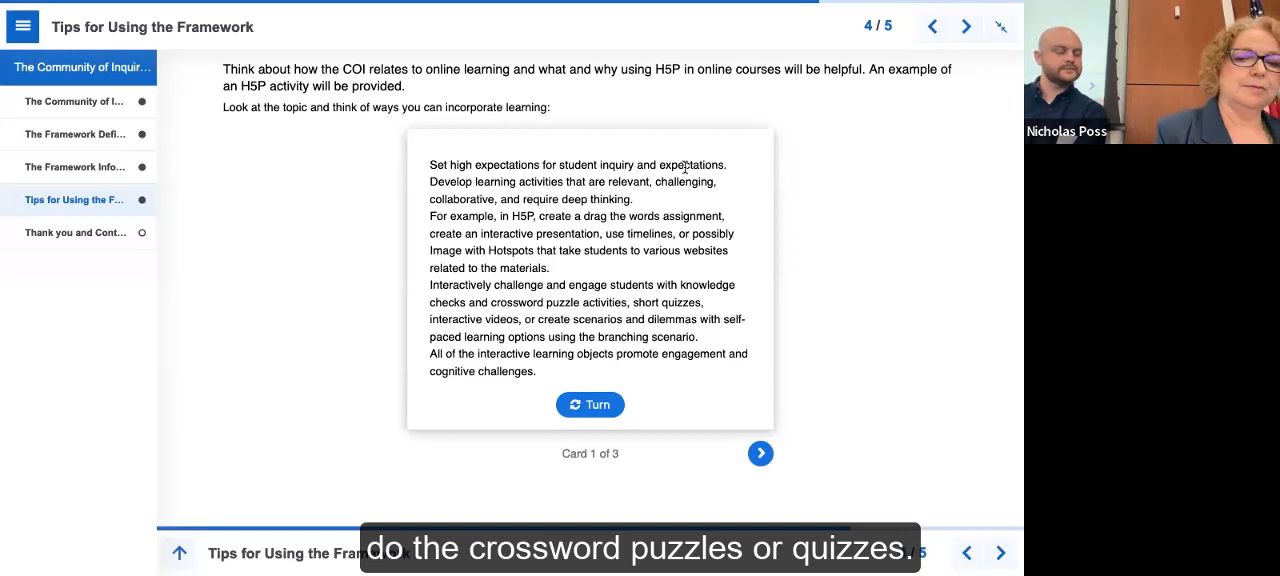 Tips for Using the Framework
4 / 5
The Community of Inquir...
The Community of I...
The Framework Defi...
The Framework Info...
Tips for Using the F...
Thank you and Cont...
Think about how the COI relates to online learning and what and why using H5P in online courses will be helpful. An example of
an H5P activity will be provided.
Look at the topic and think of ways you can incorporate learning:
Set high expectations for student inquiry and expectations.
Develop learning activities that are relevant, challenging,
collaborative, and require deep thinking.
For example, in H5P, create a drag the words assignment,
create an interactive presentation, use timelines, or possibly
Image with Hotspots that take students to various websites
related to the materials.
Interactively challenge and engage students with knowledge
checks and crossword puzzle activities, short quizzes,
interactive videos, or create scenarios and dilemmas with self-
paced learning options using the branching scenario.
All of the interactive learning objects promote engagement and
cognitive challenges.
Turn
Card 1 of 3
Nicholas Poss
Tips for Using the Fram
/ 5
do the crossword puzzles or quizzes.